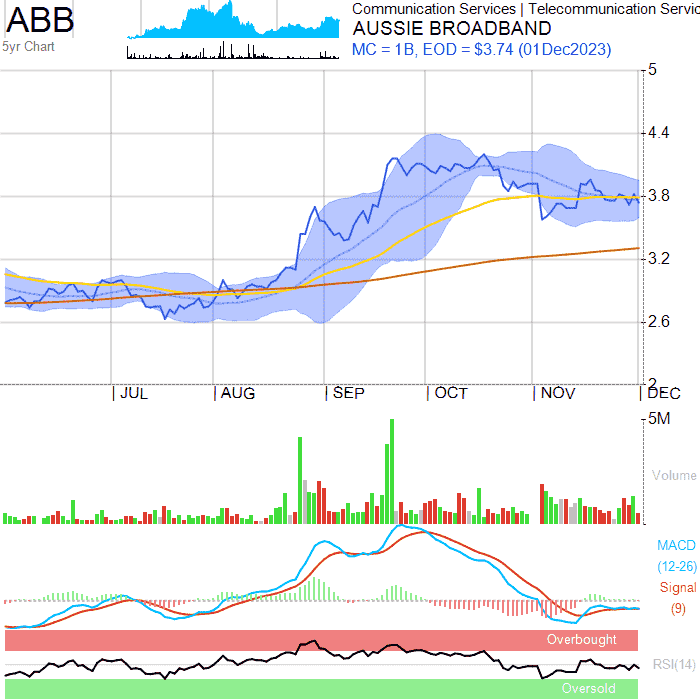 ABB
5yr Chart
Communication Services | Telecommunication Servic
AUSSIE BROADBAND
MC = 1B, EOD = $3.74 (01Dec2023)
5
4.4
3.8
3.2
2.6
2
JUL
AUG
SEP
OCT
NOV
DEC
5M
Volume
MACD
(12-26)
Signal
(9)
Overbought
RSI(14)
Oversold